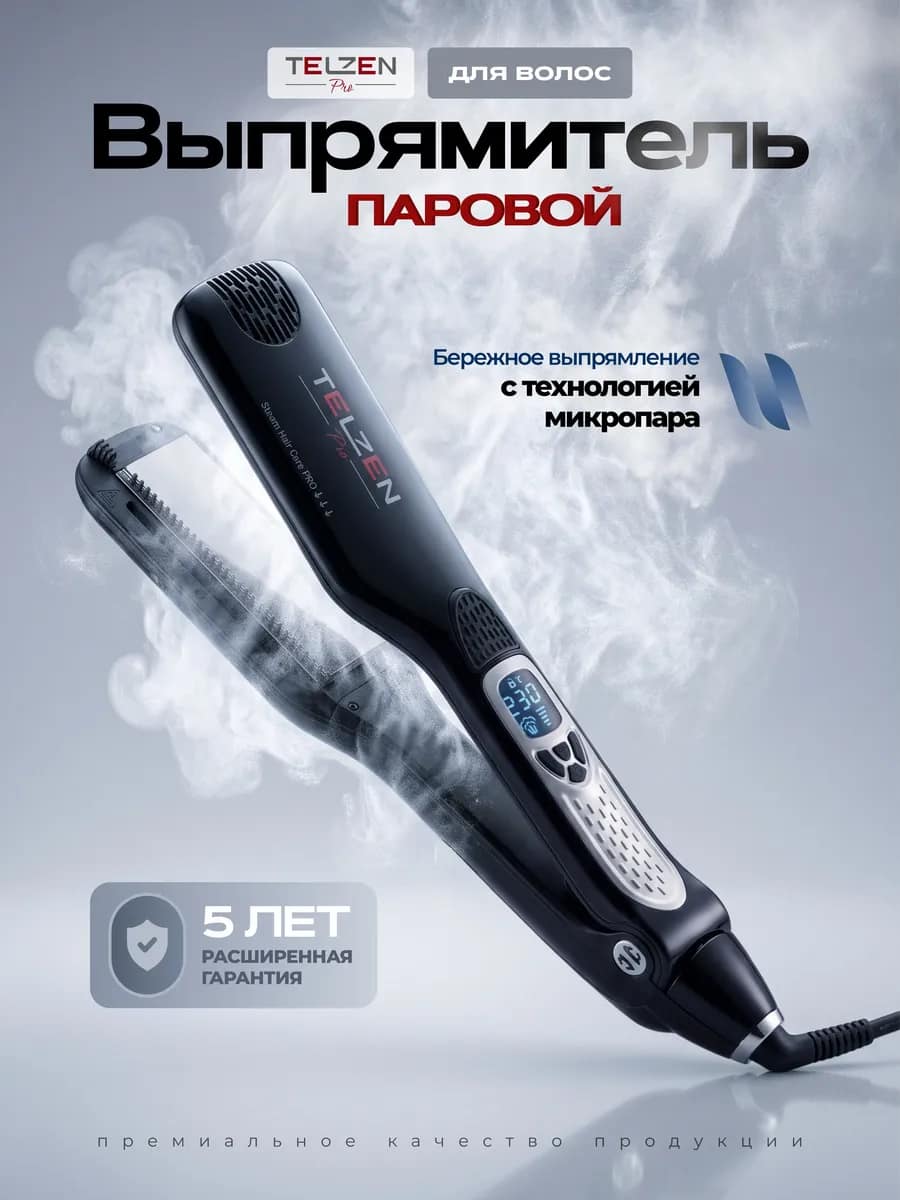 TELZEN
Pro
ДЛЯ ВОЛОС
Выпрямитель
ПАРОВОЙ
Бережное выпрямление
с технологией
микропара
TELZEN
Pro
Steam Hair Care PRO
230
5 ЛЕТ
РАСШИРЕННАЯ
ГАРАНТИЯ
премиальное качество продукции